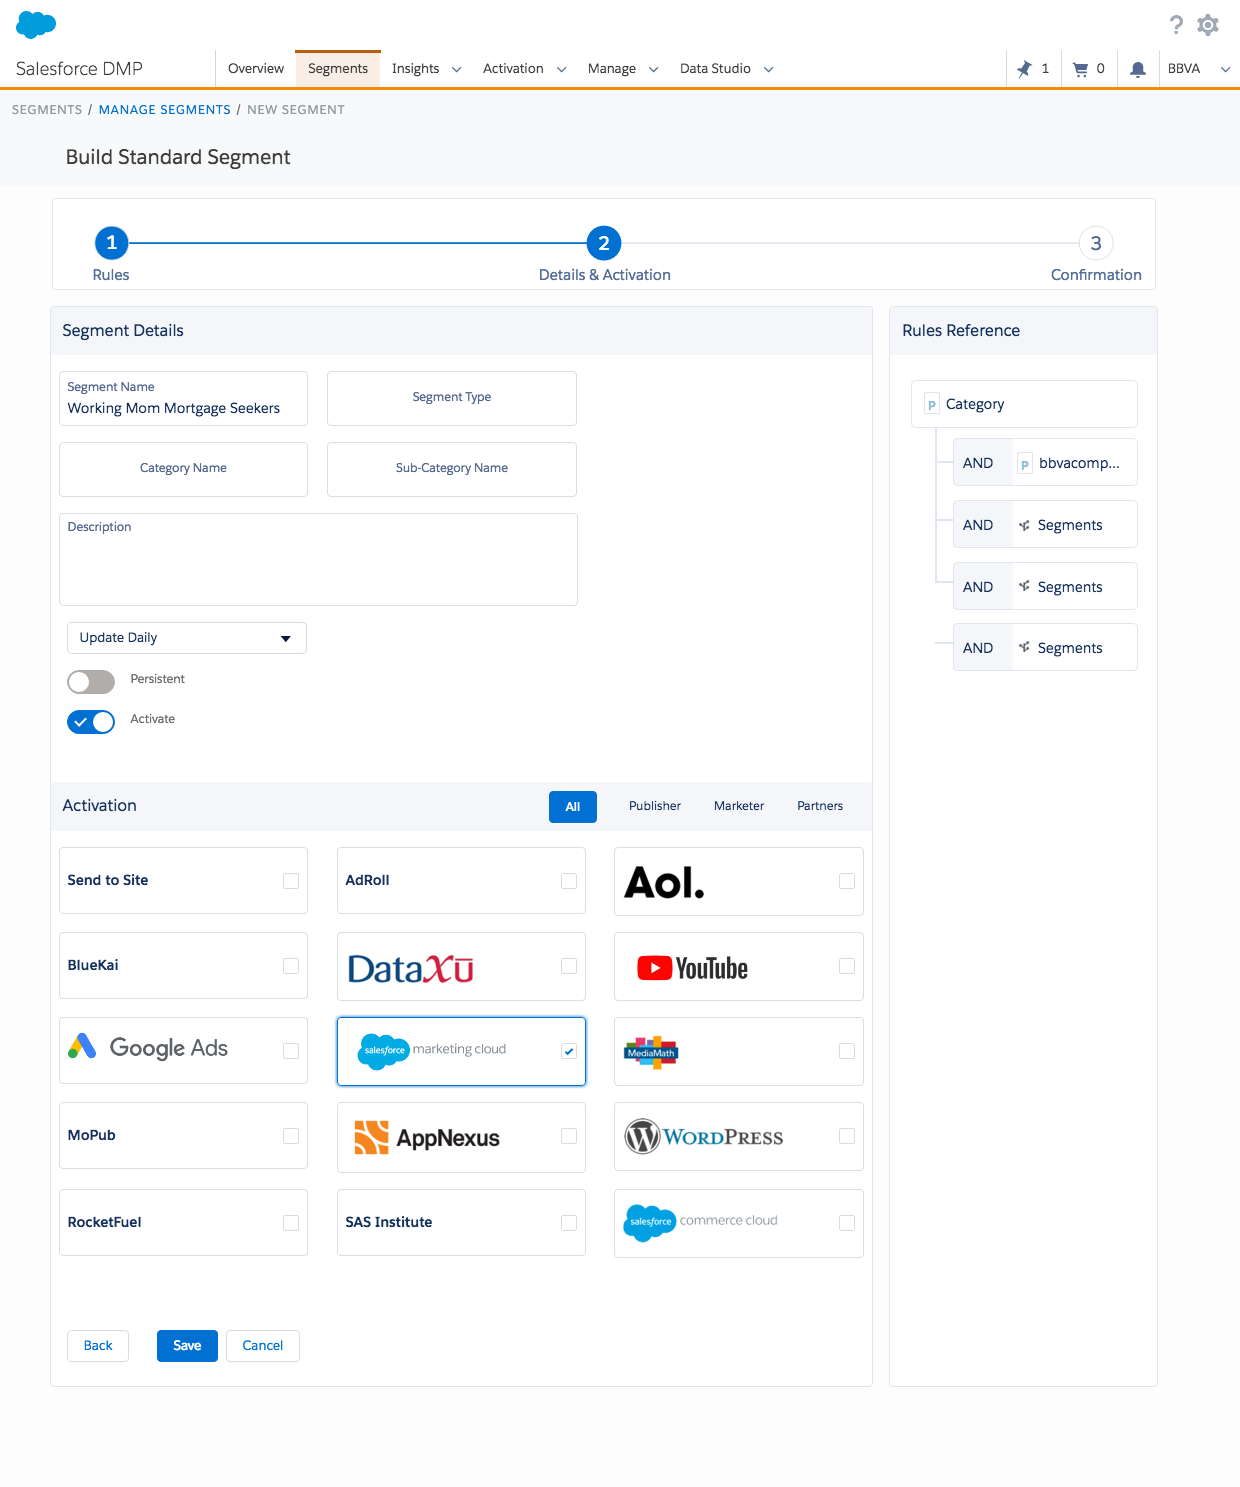 Salesforce DMP
Overview Segments Insights Activation Manage Data Studio 1 0 BBVA
SEGMENTS / MANAGE SEGMENTS / NEW SEGMENT
Build Standard Segment
1 2 3
Rules Details & Activation Confirmation
Segment Details
Segment Name
Working Mom Mortgage Seekers
Segment Type
Category Name
Sub-Category Name
Description
Update Daily
Persistent
Activate
Rules Reference
p Category
AND p bbvacomp...
AND Segments
AND Segments
AND Segments
Activation All Publisher Marketer Partners
Send to Site
AdRoll
Aol.
BlueKai
DataXū
YouTube
Google Ads
salesforce marketing cloud
MediaMath
MoPub
AppNexus
WORDPRESS
RocketFuel
SAS Institute
salesforce commerce cloud
Back Save Cancel